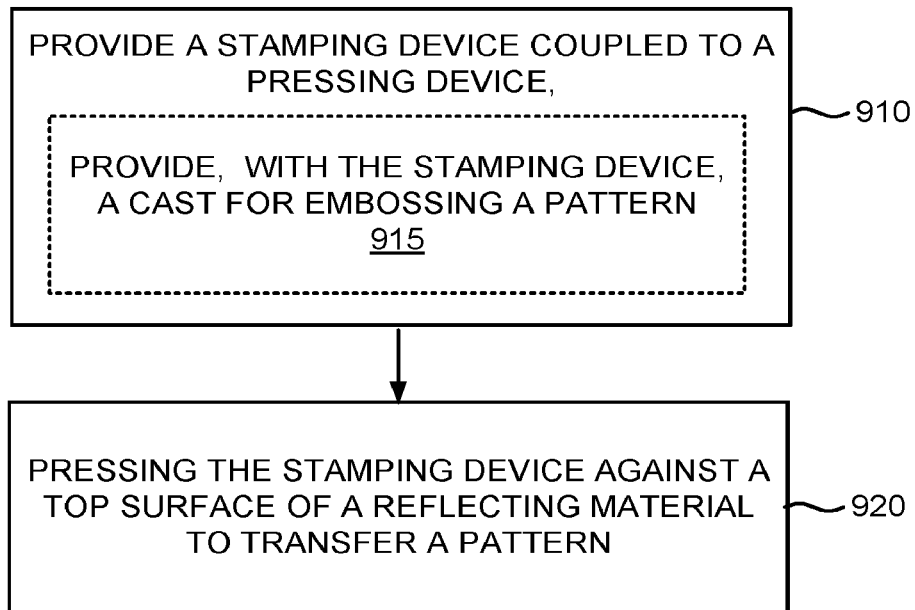 PROVIDE A STAMPING DEVICE COUPLED TO A
PRESSING DEVICE,
910
PROVIDE, WITH THE STAMPING DEVICE,
A CAST FOR EMBOSSING A PATTERN
915
PRESSING THE STAMPING DEVICE AGAINST A
TOP SURFACE OF A REFLECTING MATERIAL
920
TO TRANSFER A PATTERN